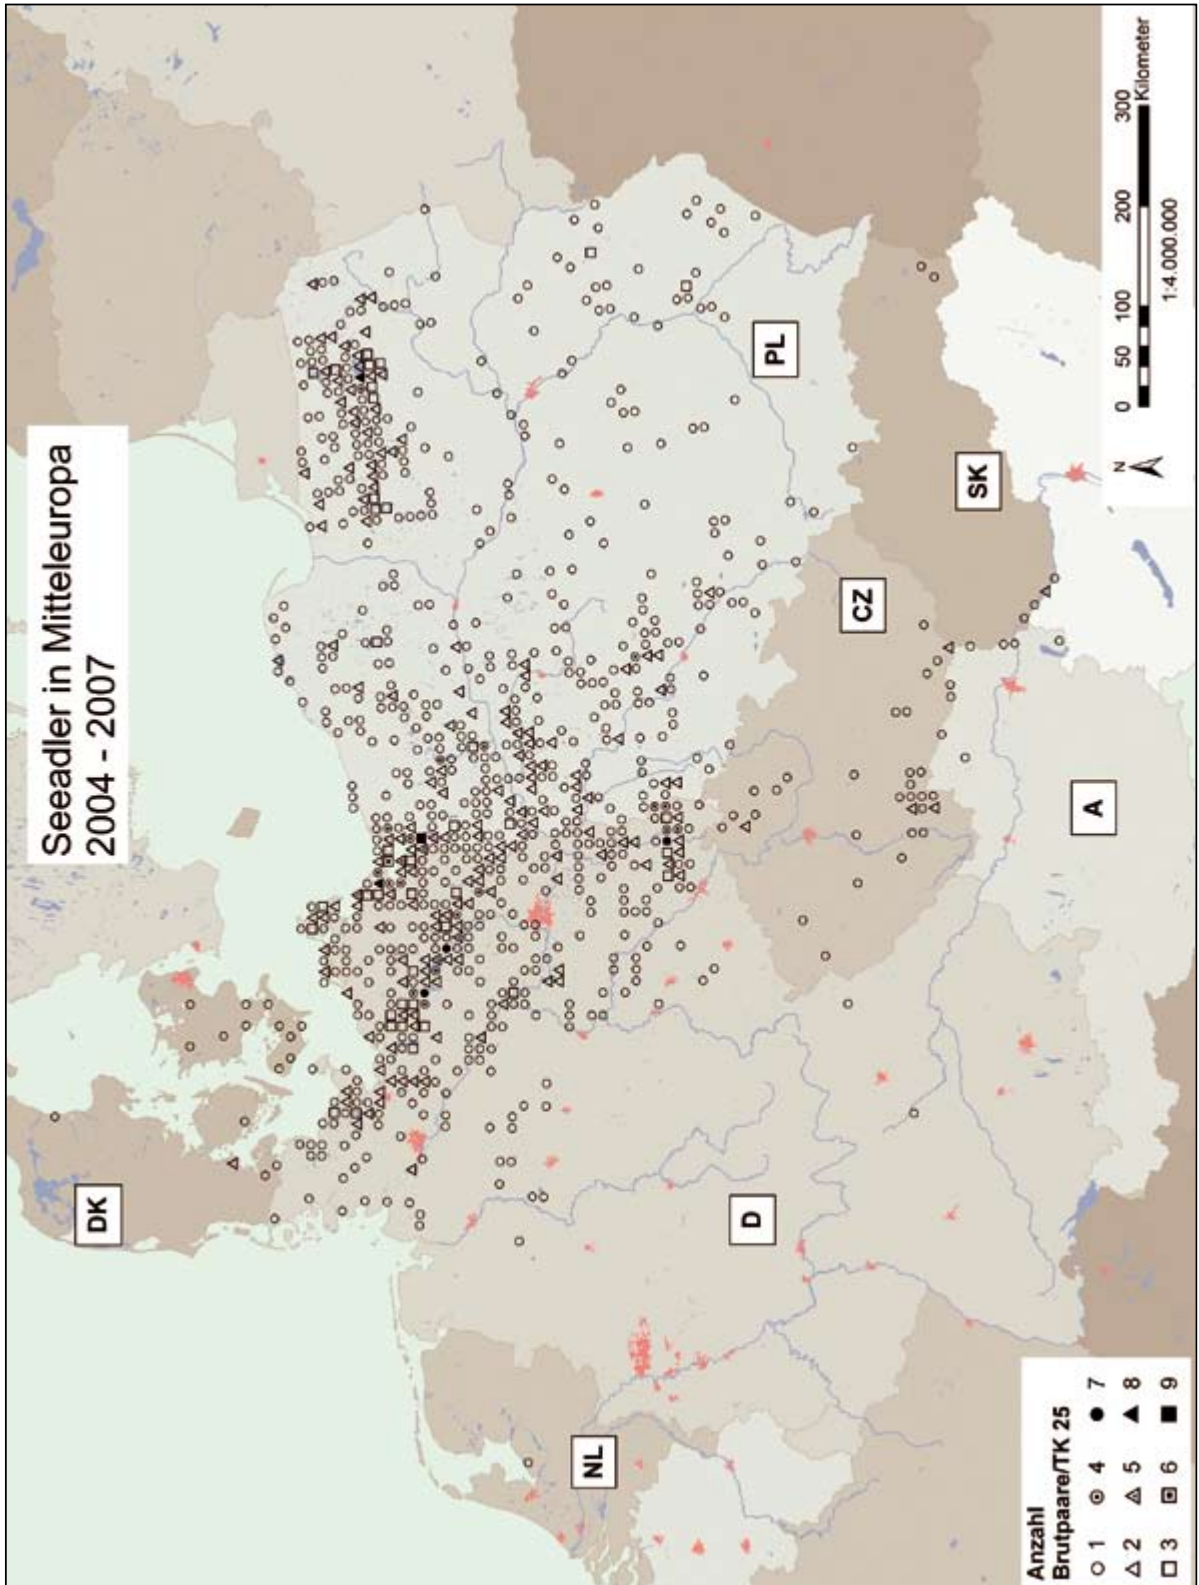 Seeadler in Mitteleuropa
2004 - 2007
DK
NL
D
PL
CZ
SK
A
Anzahl
Brutpaare/TK 25
1 4 7
2 5 8
3 6 9
N
0 50 100 200 300
Kilometer
1:4.000.000